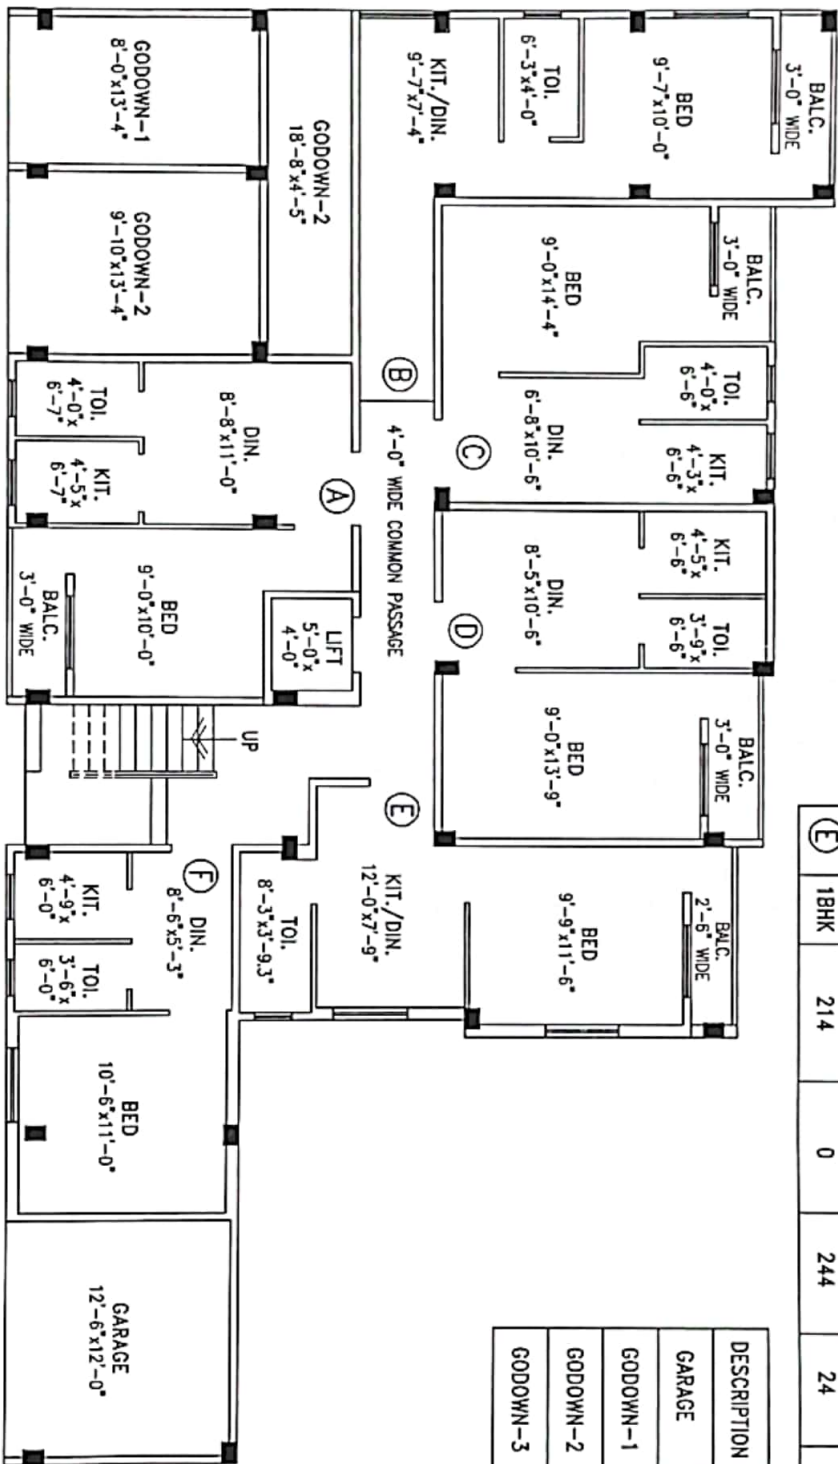 BALC.
3'-0" WIDE
BED
9'-7"x10'-0"
TOI.
6'-3"x4'-0"
KIT./DIN.
9'-7"x7'-4"
GODOWN-2
18'-8"x4'-5"
GODOWN-1
8'-0"x13'-4"
GODOWN-2
9'-10"x13'-4"
BALC.
3'-0" WIDE
BED
9'-0"x14'-4"
B
TOI.
4'-0"x
6'-6"
KIT.
4'-3"x
6'-6"
DIN.
6'-8"x10'-6"
C
4'-0" WIDE COMMON PASSAGE
A
DIN.
8'-8"x11'-0"
TOI.
4'-0"x
6'-7"
KIT.
4'-5"x
6'-7"
KIT.
4'-5"x
6'-6"
TOI.
3'-9"x
6'-6"
DIN.
8'-5"x10'-6"
D
LIFT
5'-0"x
4'-0"
BED
9'-0"x10'-0"
BALC.
3'-0" WIDE
BALC.
3'-0" WIDE
BED
9'-0"x13'-9"
UP
E
BALC.
2'-6" WIDE
BED
9'-9"x11'-6"
KIT./DIN.
12'-0"x7'-9"
TOI.
8'-3"x3'-9.3"
F
DIN.
8'-6"x5'-3"
KIT.
4'-9"x
6'-0"
TOI.
3'-6"x
6'-0"
BED
10'-6"x11'-0"
GARAGE
12'-6"x12'-0"
E 1BHK 214 0 244 24
DESCRIPTION
GARAGE
GODOWN-1
GODOWN-2
GODOWN-3